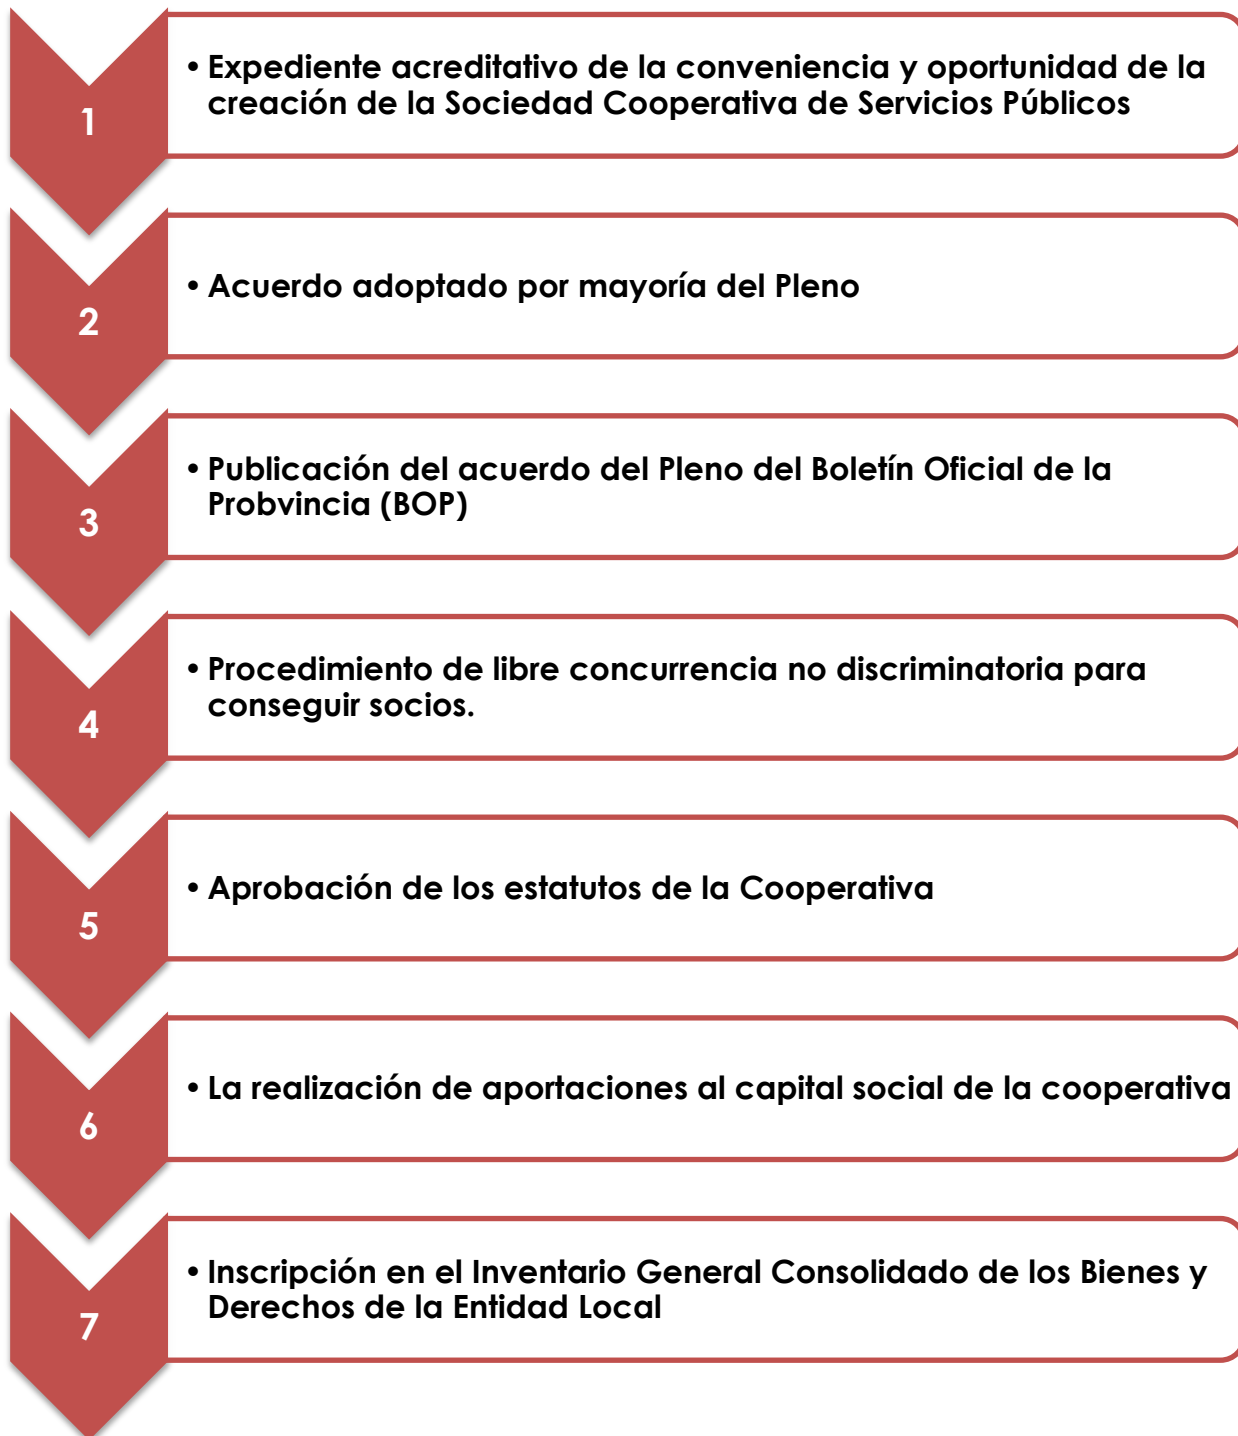 1
• Expediente acreditativo de la conveniencia y oportunidad de la
creación de la Sociedad Cooperativa de Servicios Públicos
2
• Acuerdo adoptado por mayoría del Pleno
3
• Publicación del acuerdo del Pleno del Boletín Oficial de la
Probvincia (BOP)
4
• Procedimiento de libre concurrencia no discriminatoria para
conseguir socios.
5
• Aprobación de los estatutos de la Cooperativa
6
• La realización de aportaciones al capital social de la cooperativa
7
• Inscripción en el Inventario General Consolidado de los Bienes y
Derechos de la Entidad Local